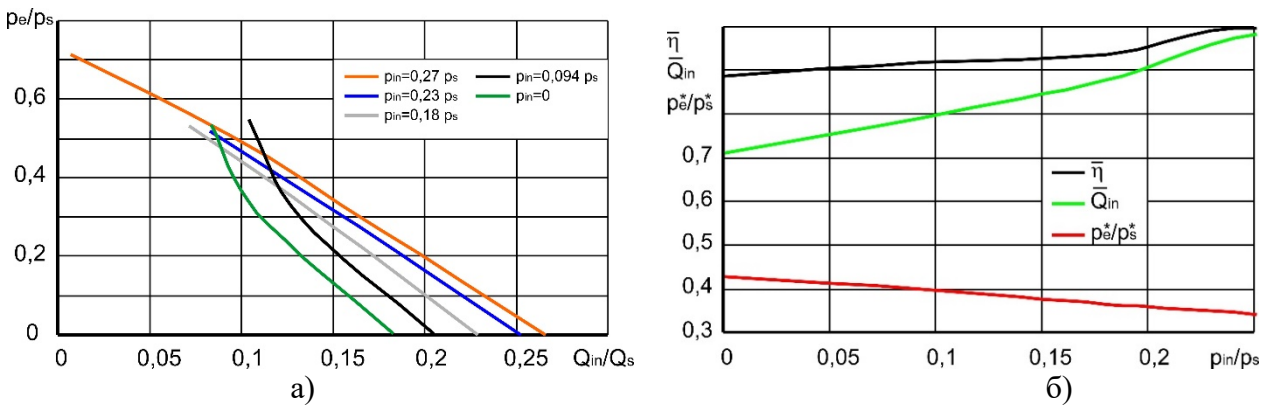 pe/ps
0,6
0,4
0,2
0
0
0,05
0,1
0,15
0,2
0,25
Qin/Qs
pin=0,27 ps
pin=0,23 ps
pin=0,18 ps
pin=0,094 ps
pin=0
а)
η̅
Q̅in
pe*/ps*
0,7
0,6
0,5
0,4
0,3
0
0,05
0,1
0,15
0,2
pin/ps
η̅
Q̅in
pe*/ps*
б)